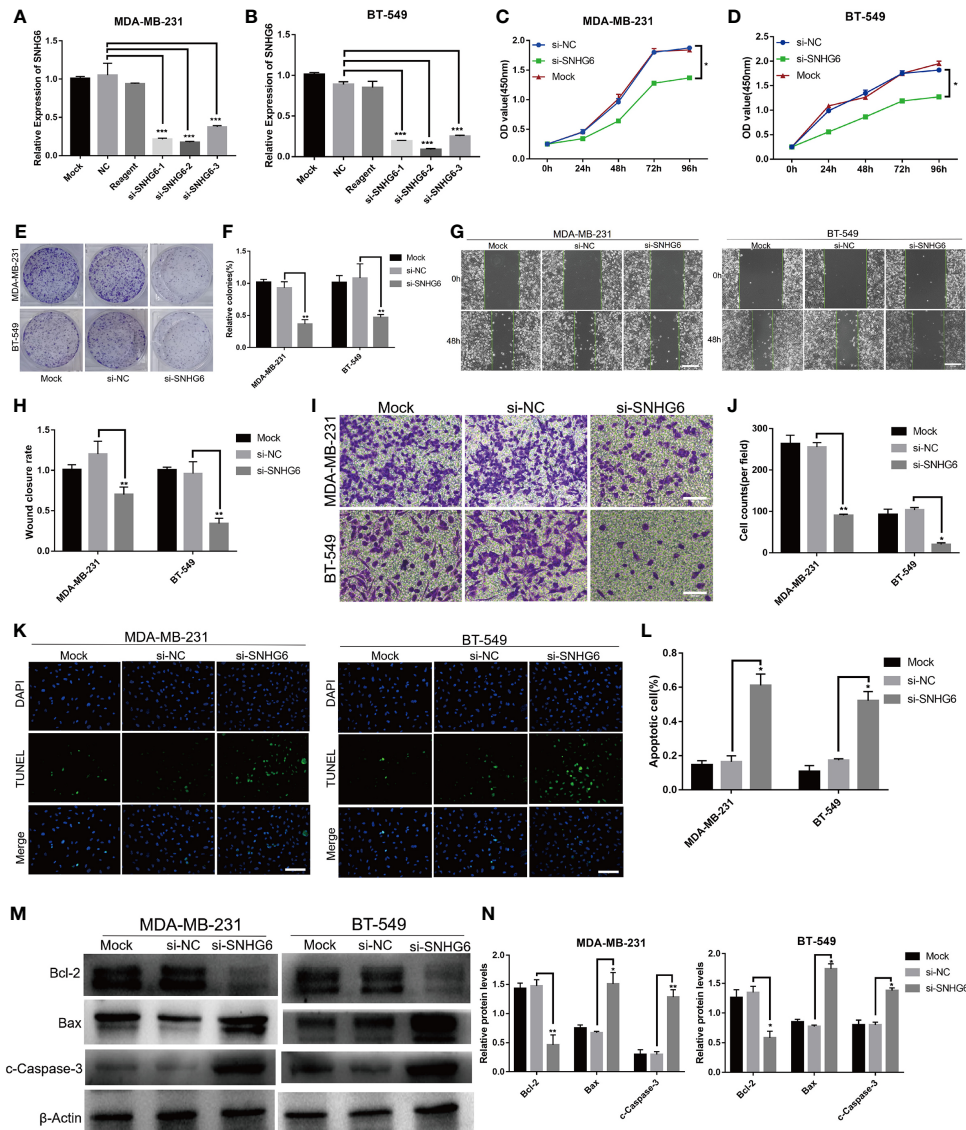 A
MDA-MB-231
Relative Expression of SNHG6
1.5
1.0
0.5
0.0
Mock
NC
Reagent
si-SNHG6-1
si-SNHG6-2
si-SNHG6-3
***
***
***
B
BT-549
Relative Expression of SNHG6
1.5
1.0
0.5
0.0
Mock
NC
Reagent
si-SNHG6-1
si-SNHG6-2
si-SNHG6-3
***
***
***
C
MDA-MB-231
si-NC
si-SNHG6
Mock
OD value(450nm)
2.0
1.5
1.0
0.5
0.0
0h
24h
48h
72h
96h
*
D
BT-549
si-NC
si-SNHG6
Mock
OD value(450nm)
2.5
2.0
1.5
1.0
0.5
0.0
0h
24h
48h
72h
96h
*
E
MDA-MB-231
BT-549
Mock
si-NC
si-SNHG6
F
Relative colonies(%)
2.0
1.5
1.0
0.5
0.0
MDA-MB-231
BT-549
**
**
Mock
si-NC
si-SNHG6
G
MDA-MB-231
Mock
si-NC
si-SNHG6
0h
48h
BT-549
Mock
si-NC
si-SNHG6
0h
48h
H
Wound closure rate
1.5
1.0
0.5
0.0
MDA-MB-231
BT-549
**
**
Mock
si-NC
si-SNHG6
I
Mock
si-NC
si-SNHG6
MDA-MB-231
BT-549
J
Cell counts(per field)
300
200
100
0
MDA-MB-231
BT-549
**
*
Mock
si-NC
si-SNHG6
K
MDA-MB-231
Mock
si-NC
si-SNHG6
DAPI
TUNEL
Merge
BT-549
Mock
si-NC
si-SNHG6
DAPI
TUNEL
Merge
L
Apoptotic cell(%)
0.8
0.6
0.4
0.2
0.0
MDA-MB-231
BT-549
*
*
Mock
si-NC
si-SNHG6
M
MDA-MB-231
Mock
si-NC
si-SNHG6
BT-549
Mock
si-NC
si-SNHG6
Bcl-2
Bax
c-Caspase-3
β-Actin
N
MDA-MB-231
Relative protein levels
2.0
1.5
1.0
0.5
0.0
Bcl-2
Bax
c-Caspase-3
**
*
**
Mock
si-NC
si-SNHG6
BT-549
Relative protein levels
2.0
1.5
1.0
0.5
0.0
Bcl-2
Bax
c-Caspase-3
*
*
*
Mock
si-NC
si-SNHG6